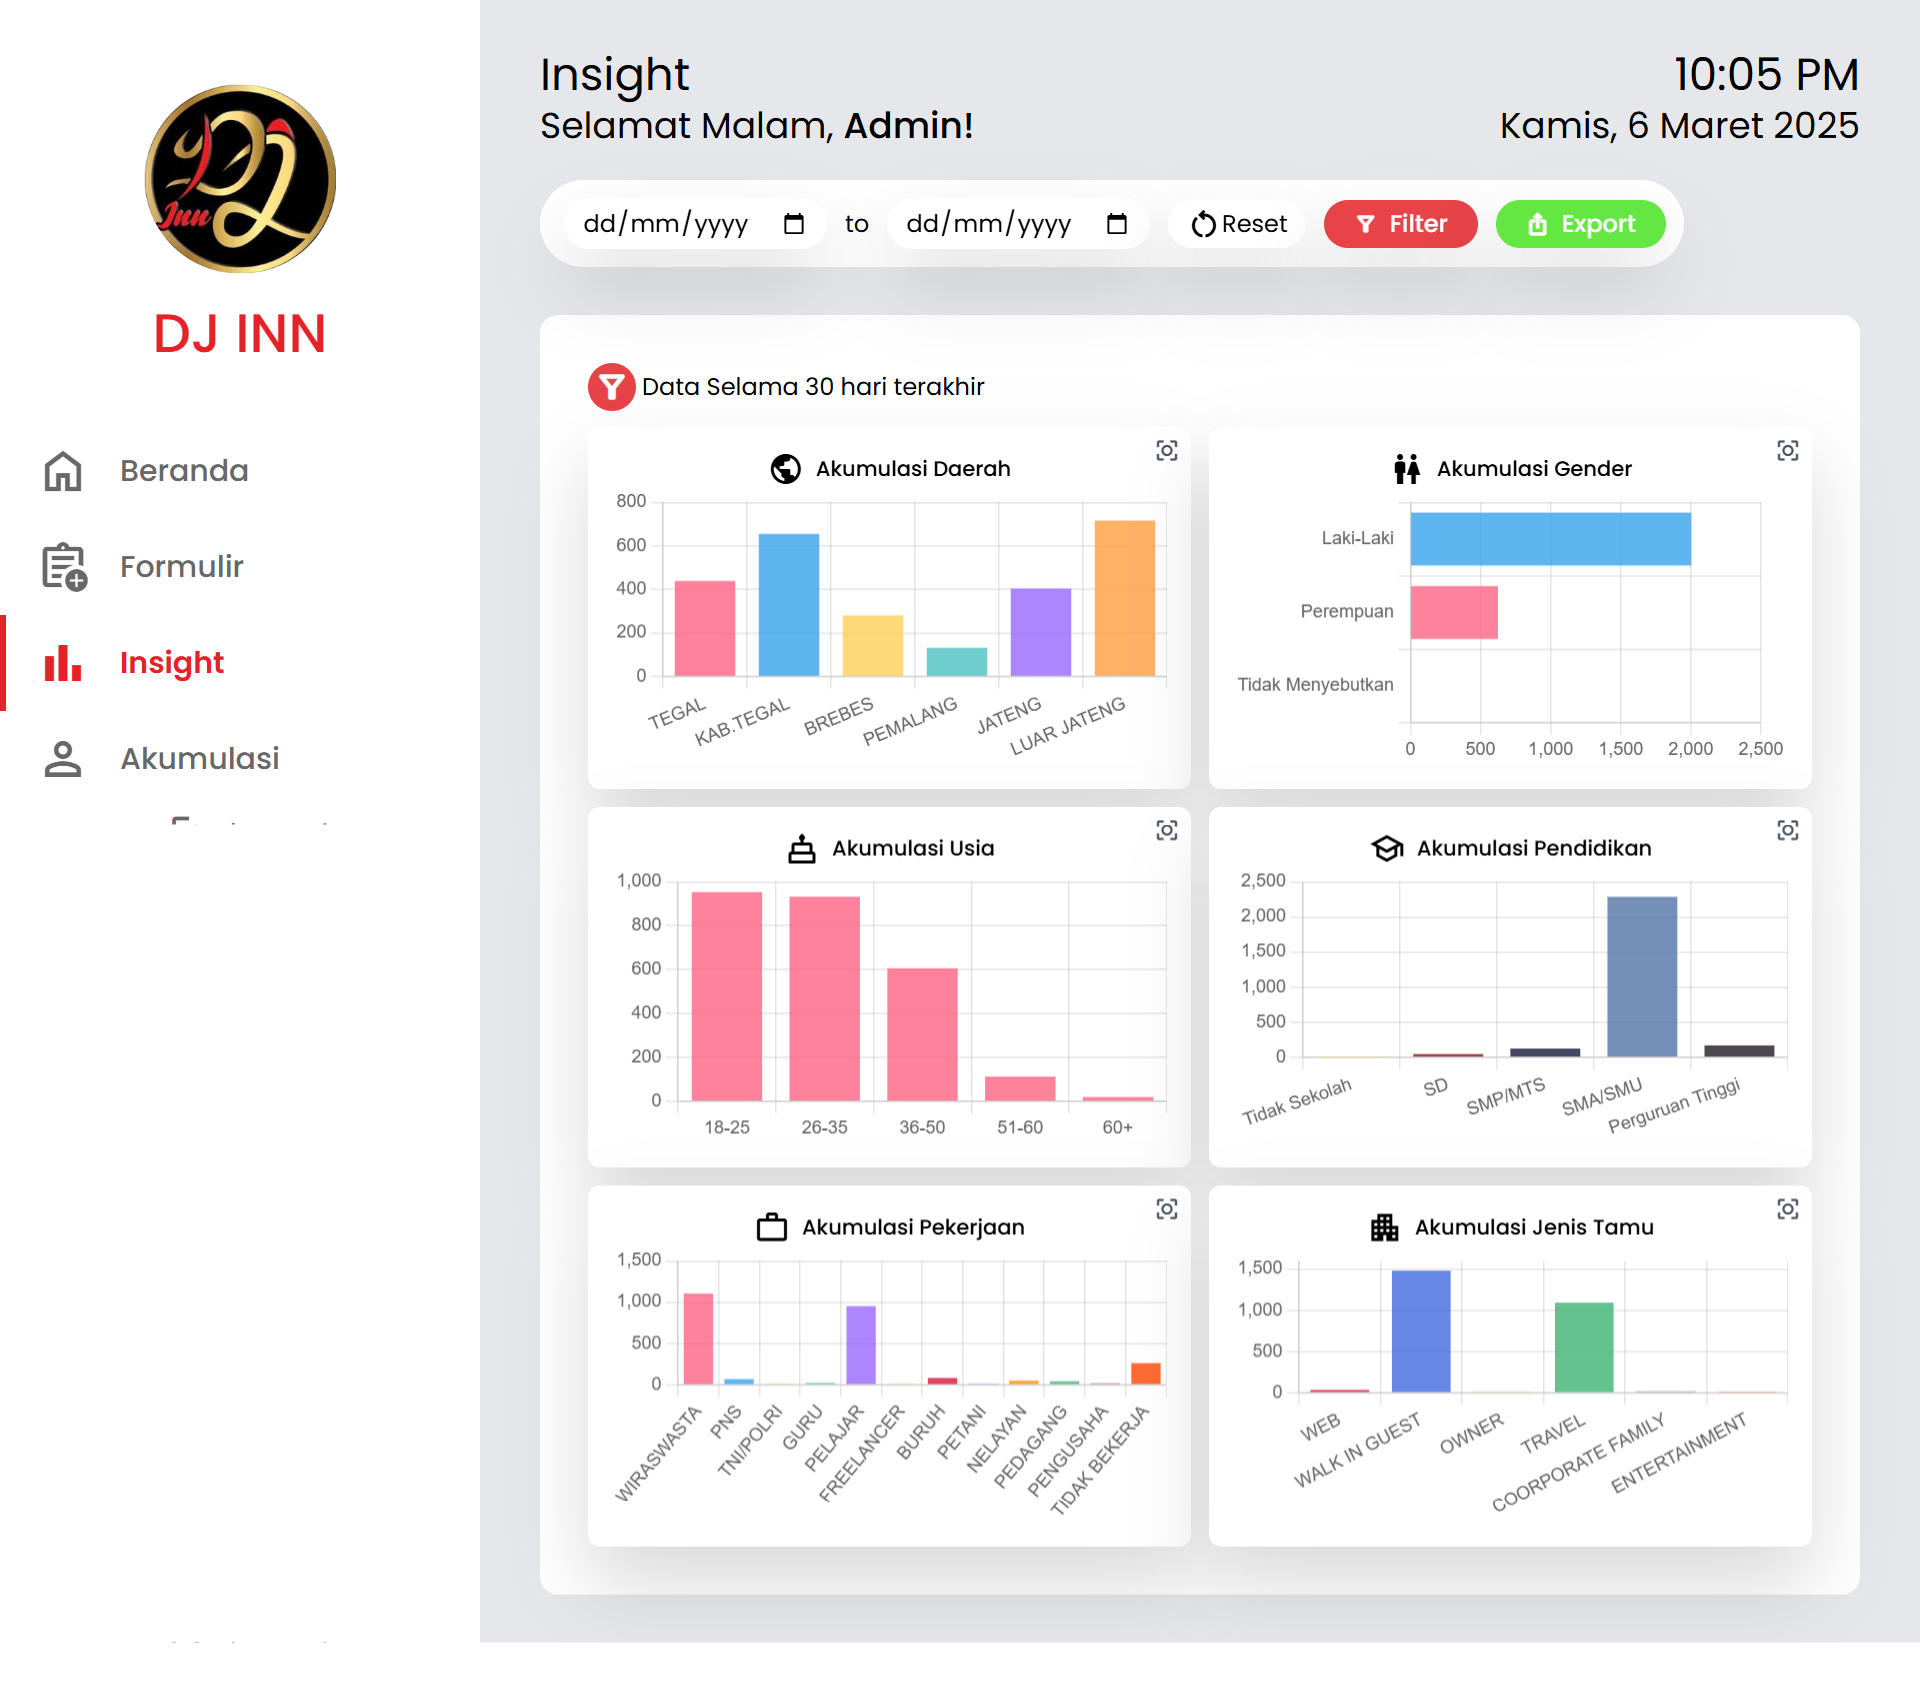 Inn
DJ INN
Beranda
Formulir
Insight
Akumulasi
Insight
Selamat Malam, Admin!
10:05 PM
Kamis, 6 Maret 2025
dd/mm/yyyy to dd/mm/yyyy Reset Filter Export
Data Selama 30 hari terakhir
Akumulasi Daerah
800
600
400
200
0
TEGAL KAB.TEGAL BREBES PEMALANG JATENG LUAR JATENG
Akumulasi Gender
Laki-Laki
Perempuan
Tidak Menyebutkan
0 500 1,000 1,500 2,000 2,500
Akumulasi Usia
1,000
800
600
400
200
0
18-25 26-35 36-50 51-60 60+
Akumulasi Pendidikan
2,500
2,000
1,500
1,000
500
0
Tidak Sekolah SD SMP/MTS SMA/SMU Perguruan Tinggi
Akumulasi Pekerjaan
1,500
1,000
500
0
WIRASWASTA PNS TNI/POLRI GURU PELAJAR FREELANCER BURUH PETANI NELAYAN PEDAGANG PENGUSAHA TIDAK BEKERJA
Akumulasi Jenis Tamu
1,500
1,000
500
0
WEB WALK IN GUEST OWNER TRAVEL COORPORATE FAMILY ENTERTAINMENT